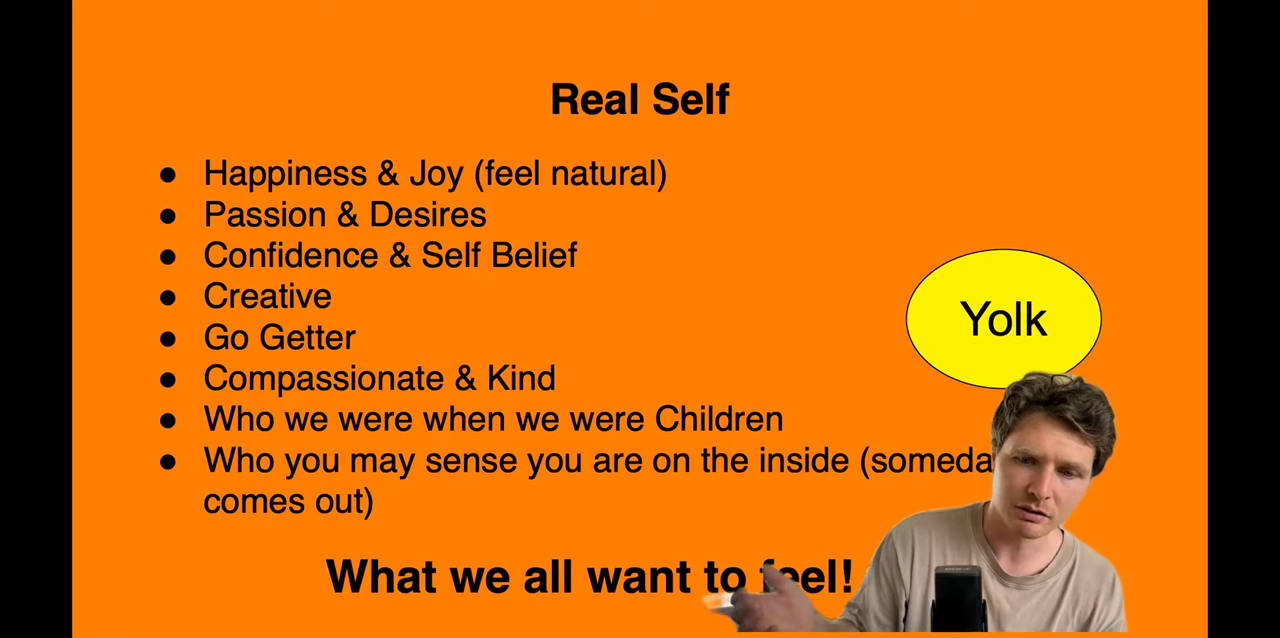 Real Self
● Happiness & Joy (feel natural)
● Passion & Desires
● Confidence & Self Belief
● Creative
● Go Getter
● Compassionate & Kind
● Who we were when we were Children
● Who you may sense you are on the inside
comes out)
Yolk
What we all want to feel!